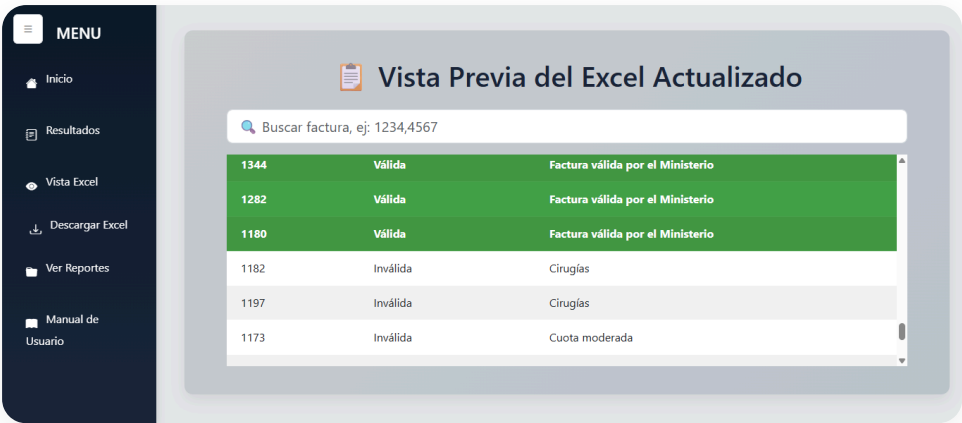 MENU
Inicio
Resultados
Vista Excel
Descargar Excel
Ver Reportes
Manual de
Usuario
Vista Previa del Excel Actualizado
Buscar factura, ej: 1234,4567
1344 Válida Factura válida por el Ministerio
1282 Válida Factura válida por el Ministerio
1180 Válida Factura válida por el Ministerio
1182 Inválida Cirugías
1197 Inválida Cirugías
1173 Inválida Cuota moderada